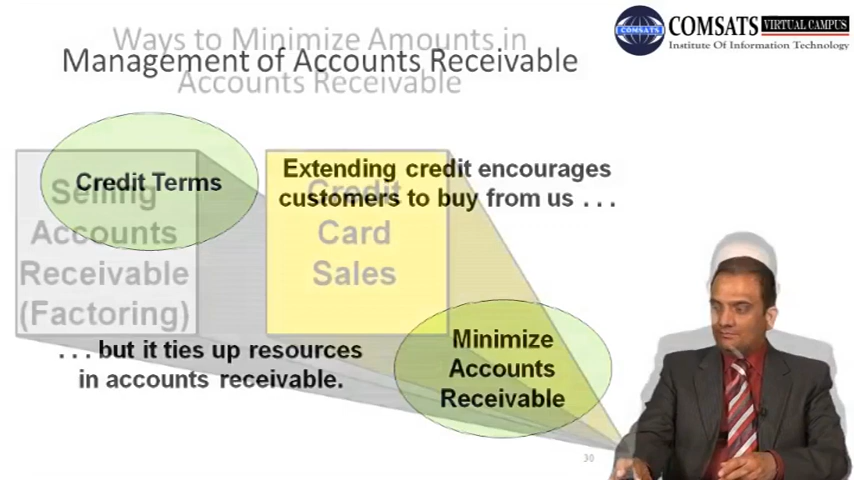 COMSATS VIRTUAL CAMPUS
Institute Of Information Technology
COMSATS
Ways to Minimize Amounts in
Accounts Receivable
Management of Accounts Receivable
Credit Terms
Extending credit encourages
customers to buy from us . . .
Selling
Accounts
Receivable
(Factoring)
Credit
Card
Sales
. . . but it ties up resources
in accounts receivable.
Minimize
Accounts
Receivable
30